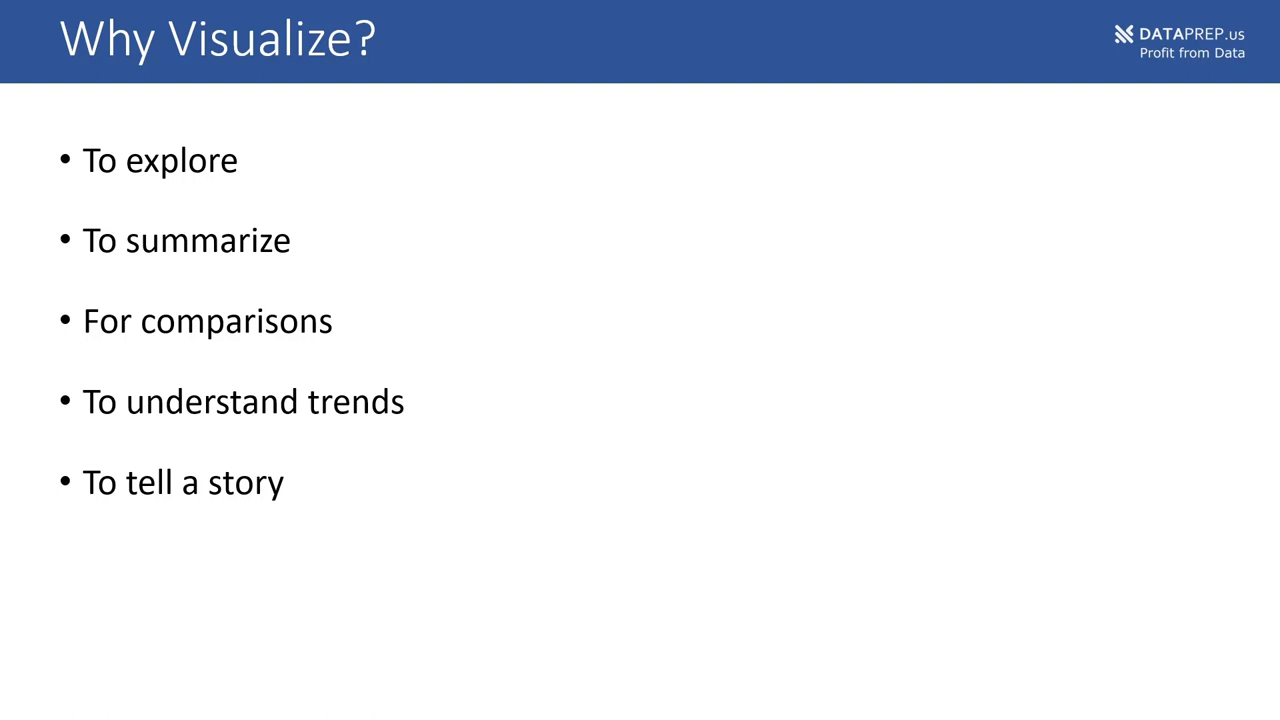 Why Visualize?
DATAPREP.us
Profit from Data
• To explore
• To summarize
• For comparisons
• To understand trends
• To tell a story